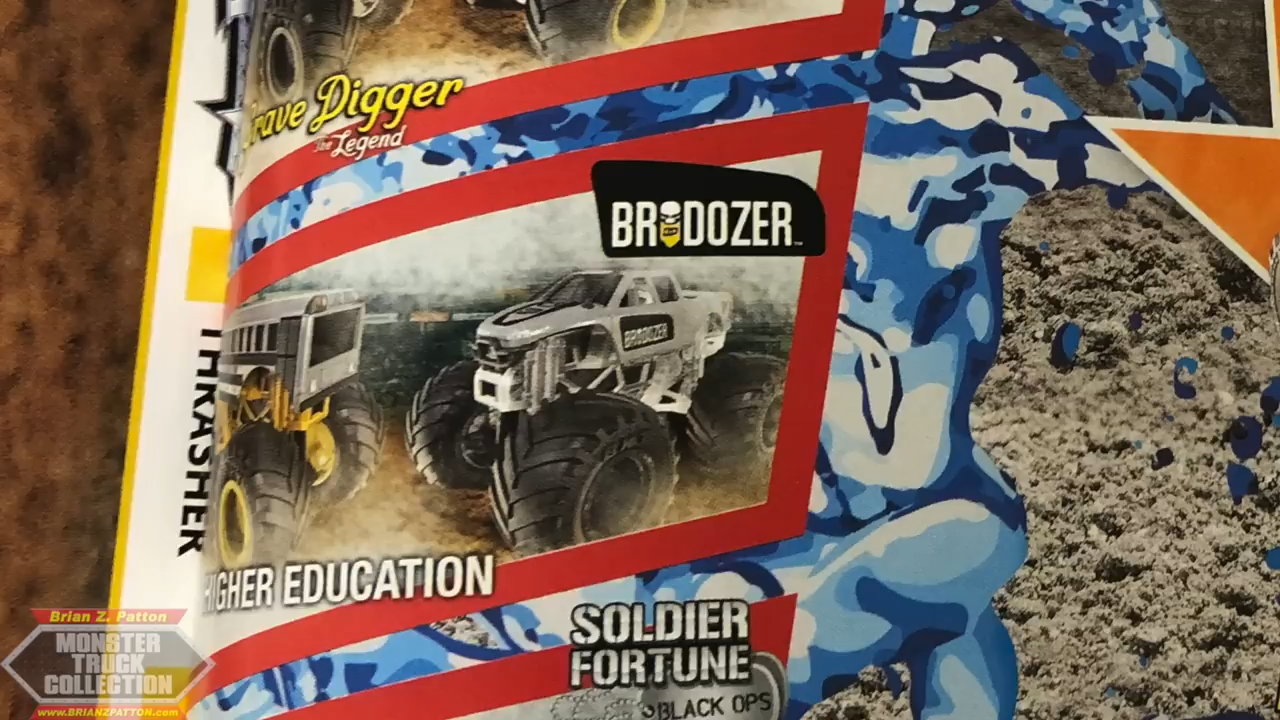 Grave Digger
The Legend
BRODOZER™
BRODOZER
THRASHER
HIGHER EDUCATION
SOLDIER
FORTUNE
BLACK OPS
Brian Z. Patton
MONSTER
TRUCK
COLLECTION
www.BRIANZPATTON.com